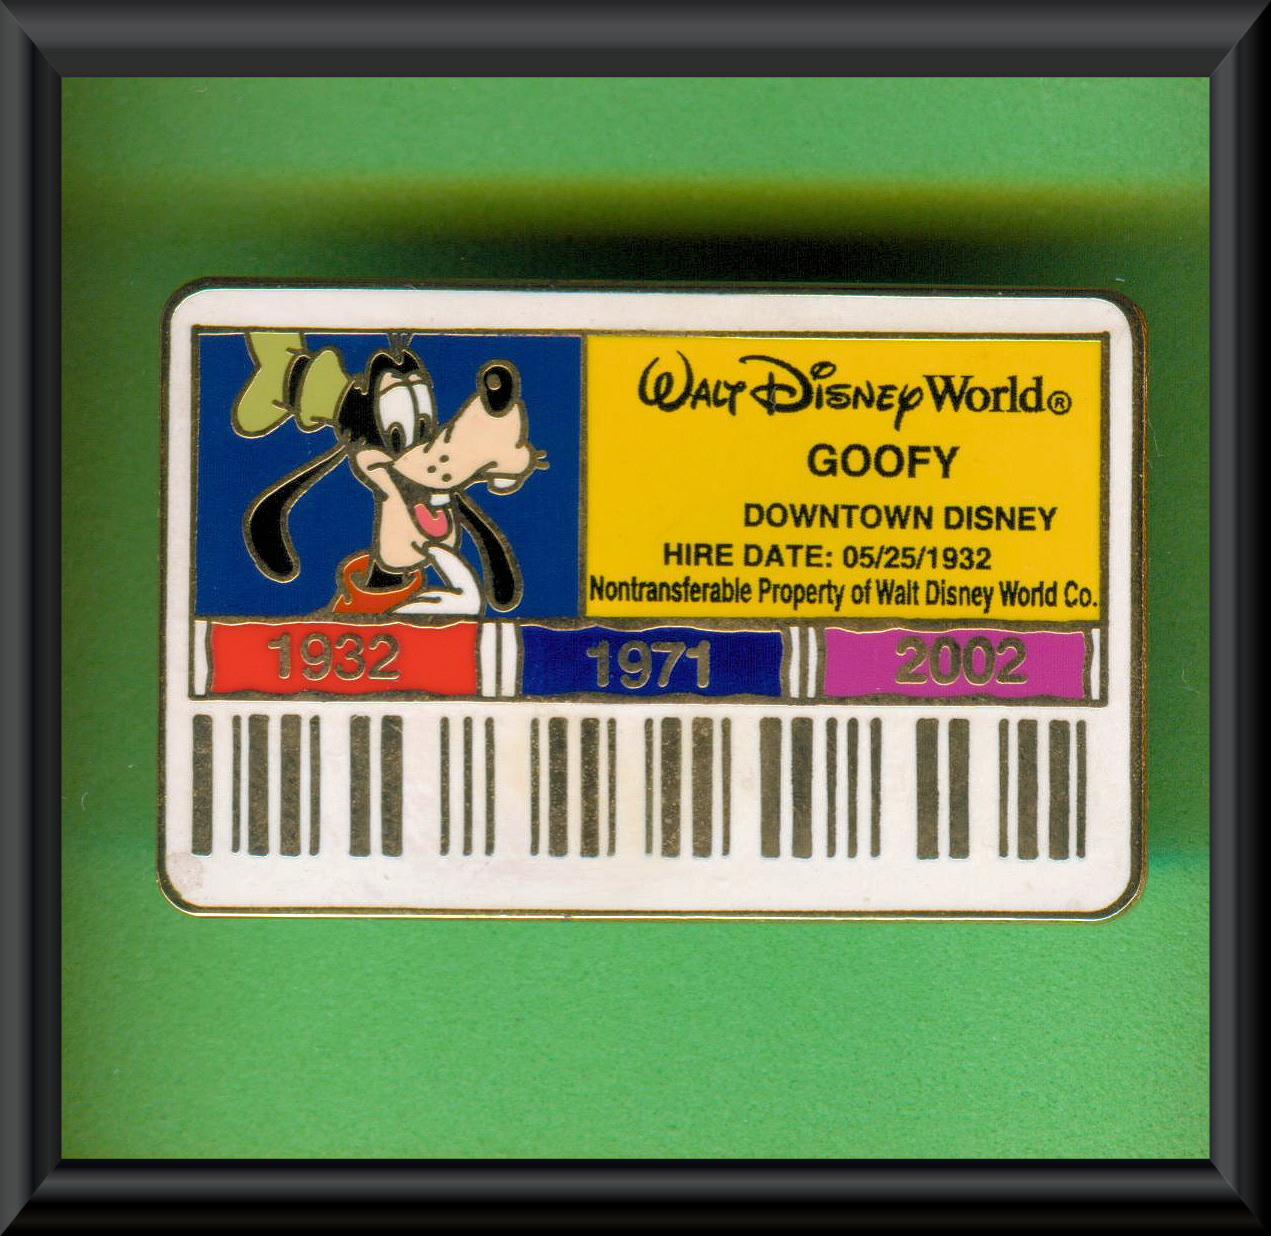 Walt Disney World®
GOOFY
DOWNTOWN DISNEY
HIRE DATE: 05/25/1932
Nontransferable Property of Walt Disney World Co.
1932 1971 2002